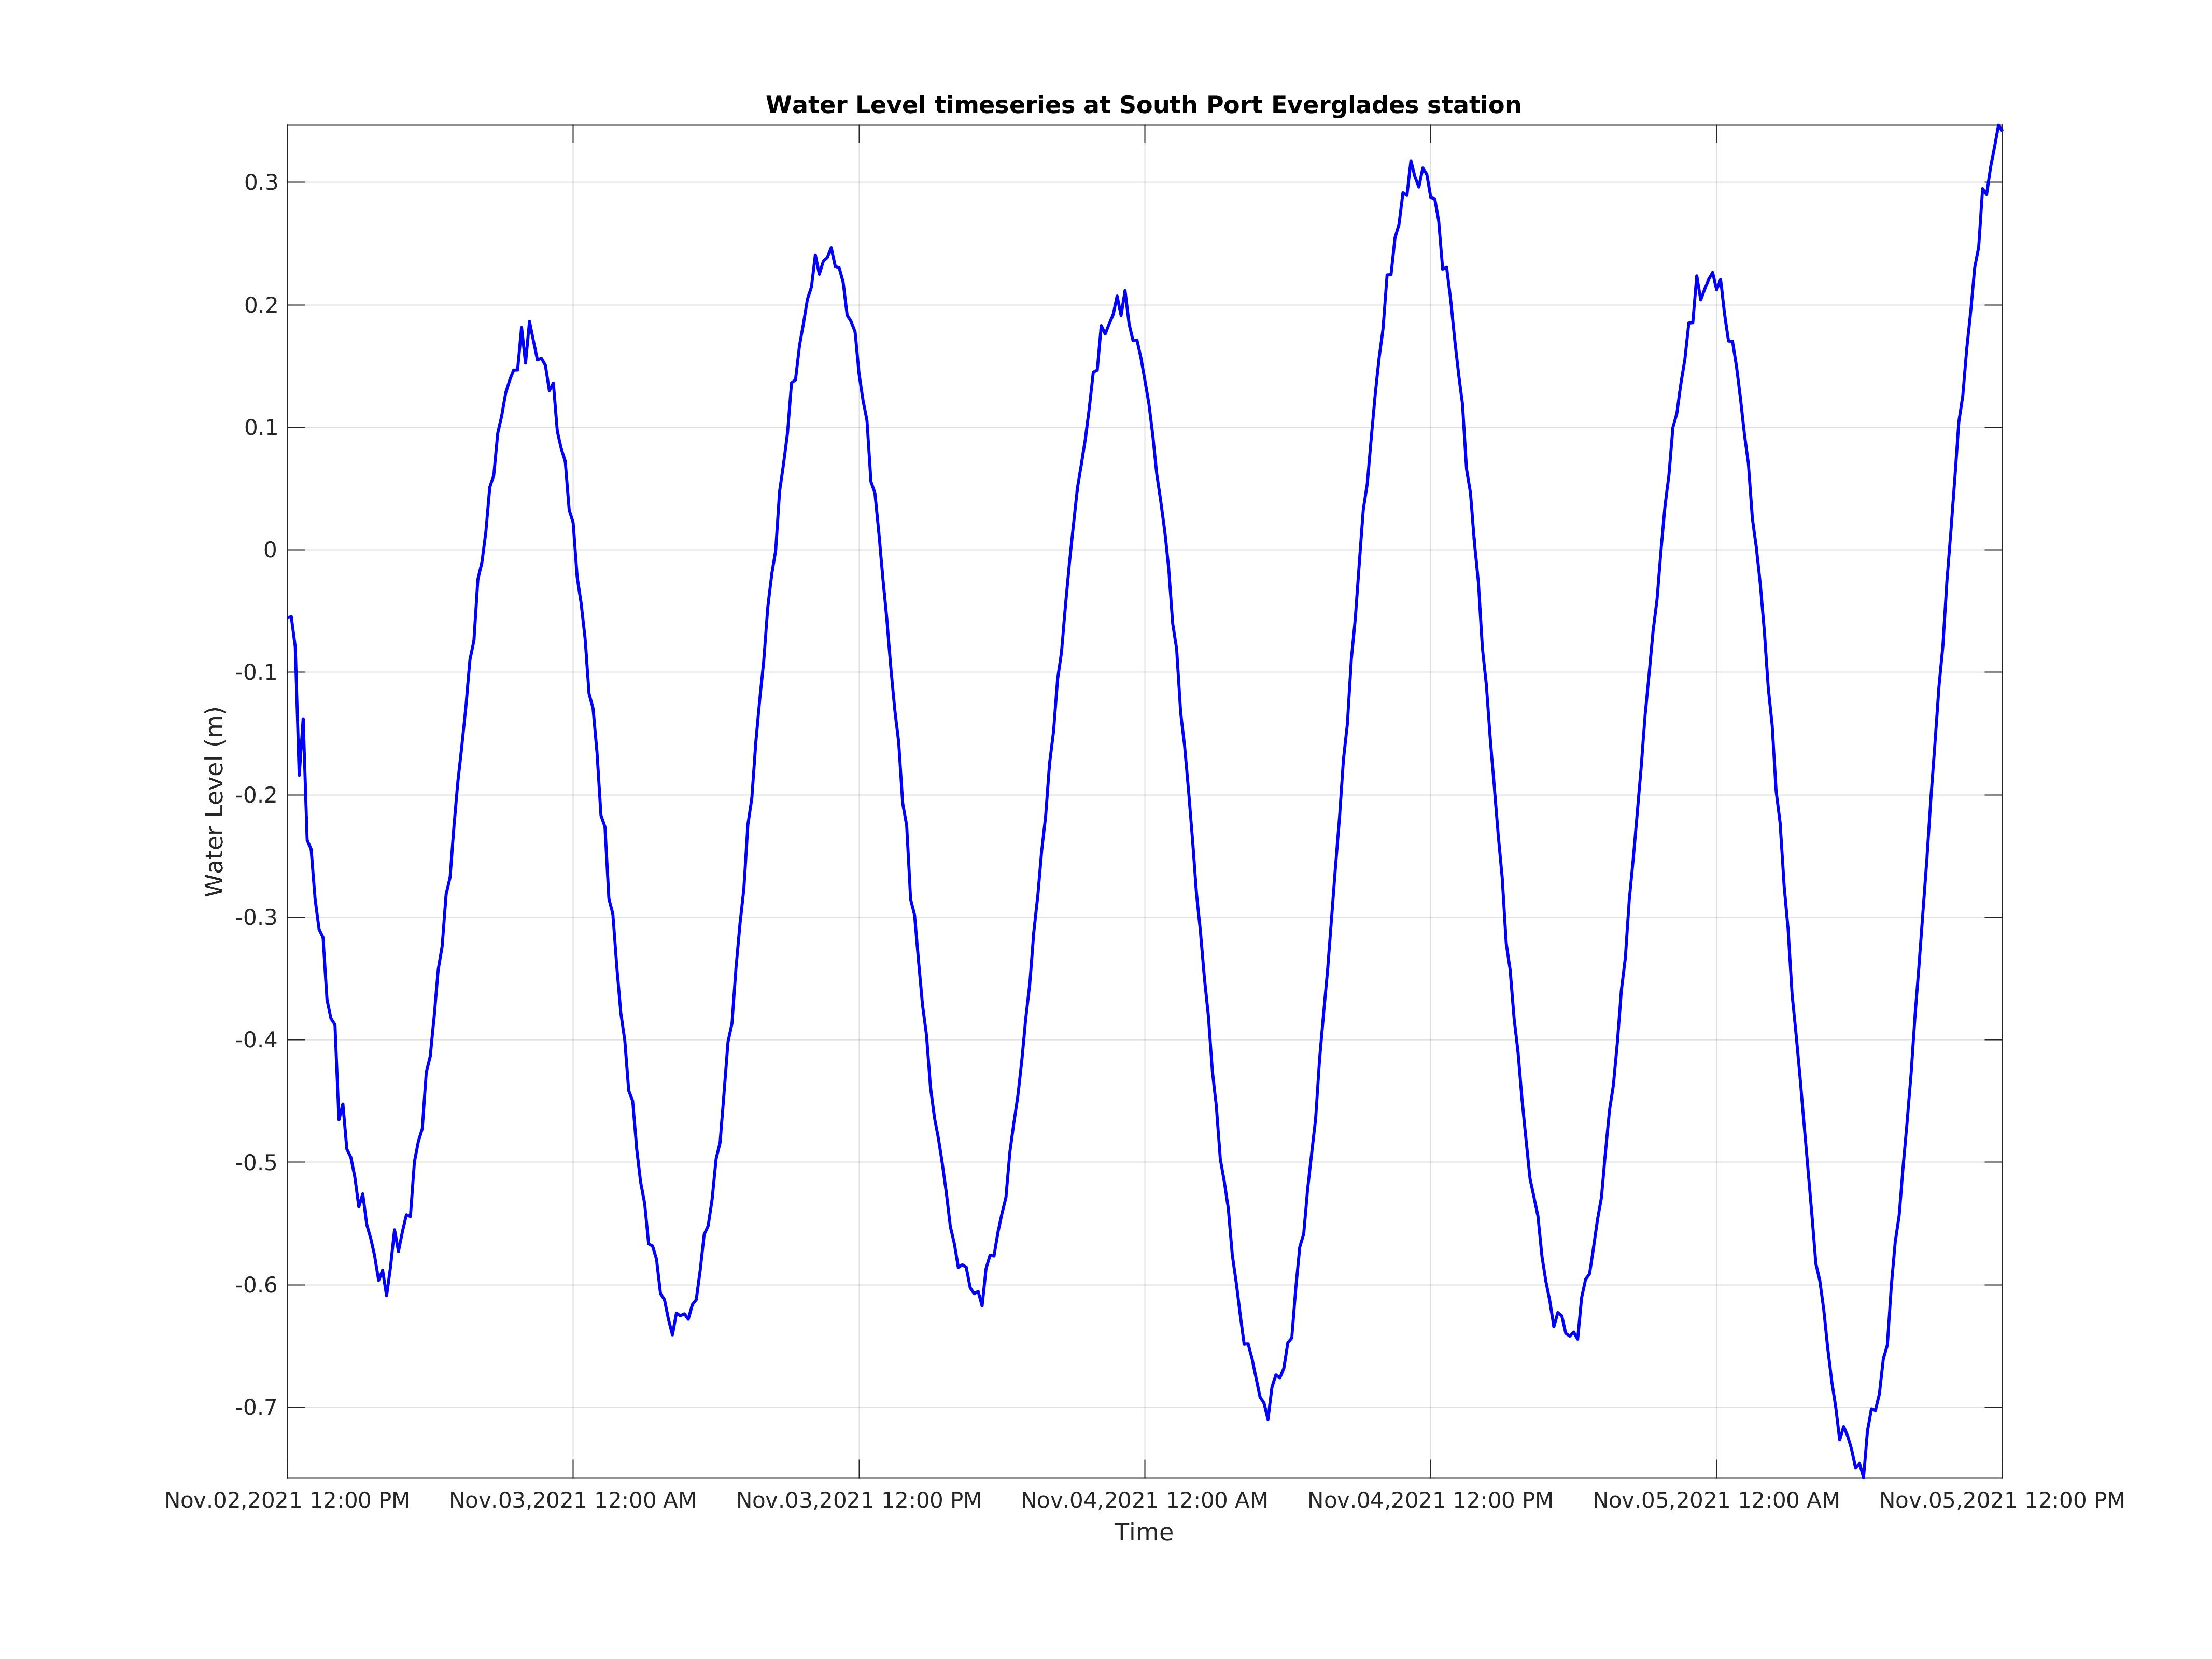 Water Level timeseries at South Port Everglades station
0.3
0.2
0.1
0
-0.1
-0.2
-0.3
-0.4
-0.5
-0.6
-0.7
Water Level (m)
Nov.02,2021 12:00 PM
Nov.03,2021 12:00 AM
Nov.03,2021 12:00 PM
Nov.04,2021 12:00 AM
Nov.04,2021 12:00 PM
Nov.05,2021 12:00 AM
Nov.05,2021 12:00 PM
Time